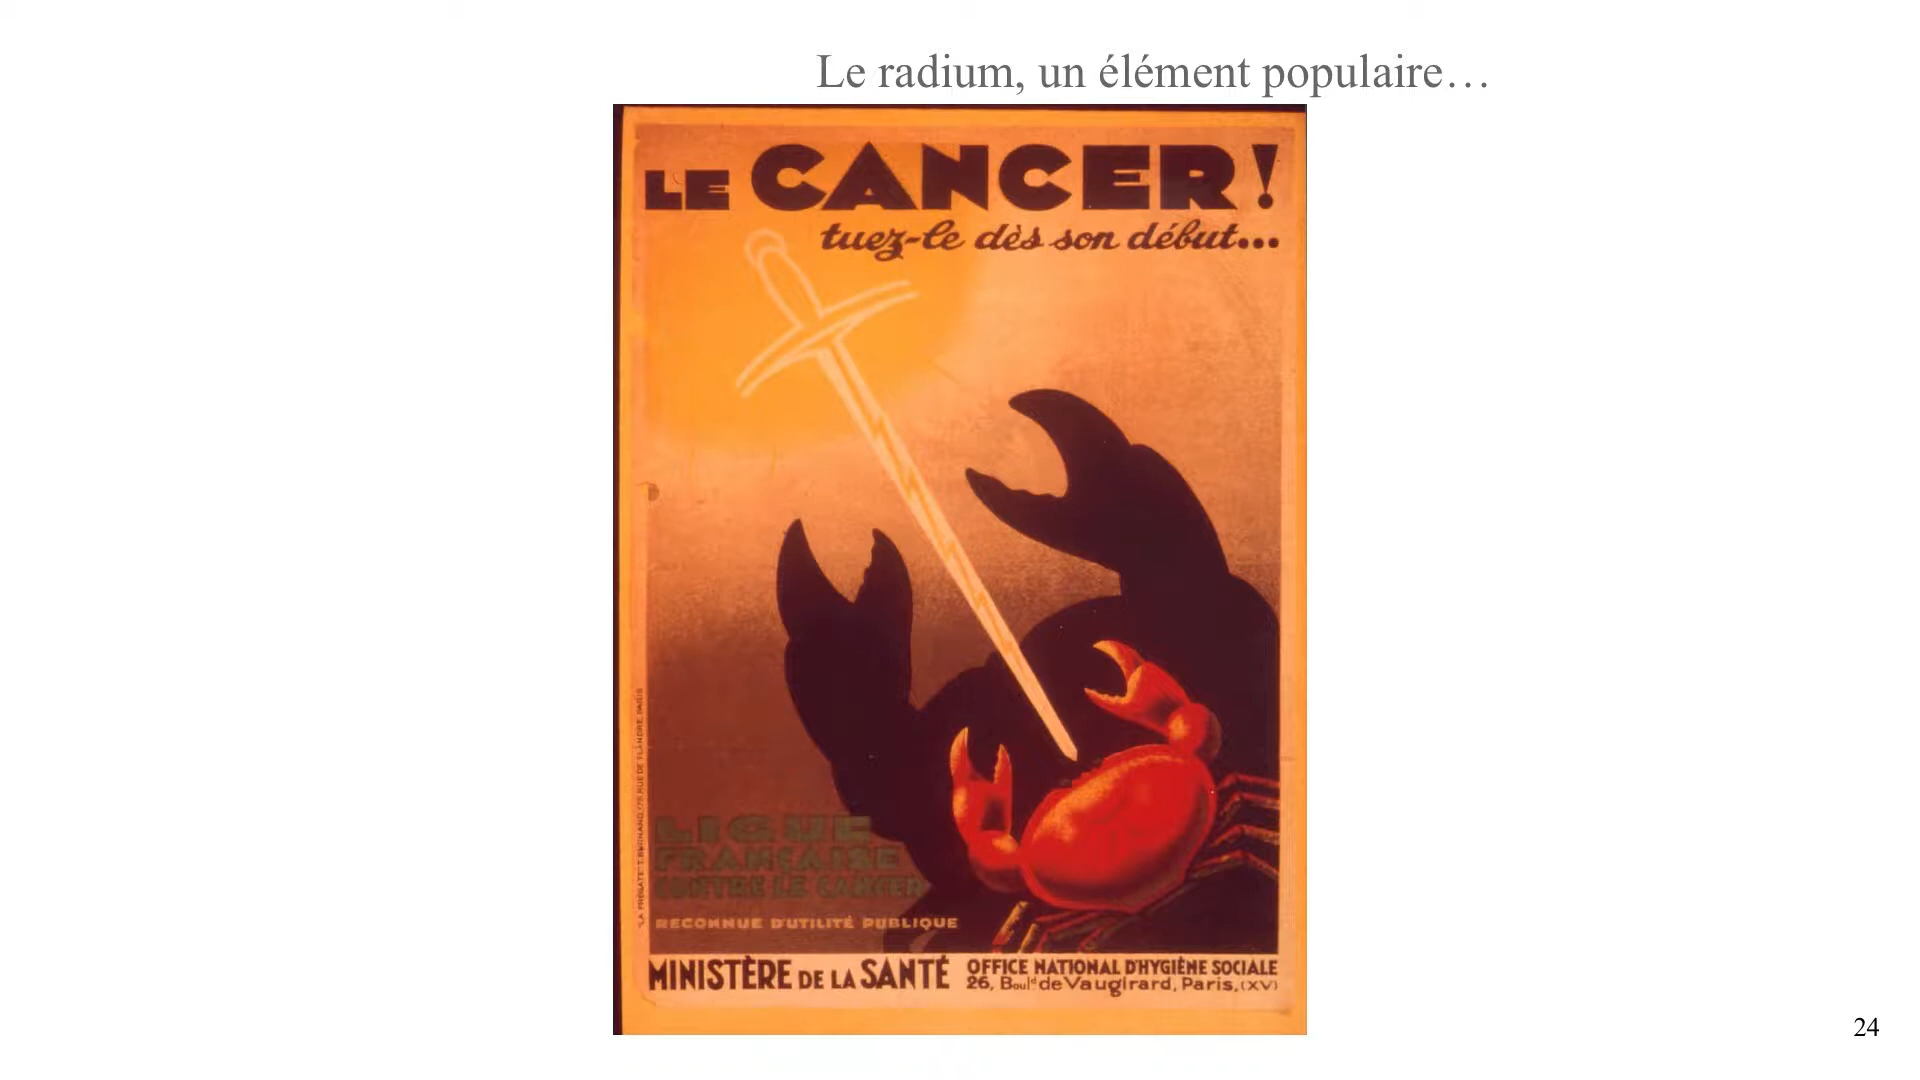 Le radium, un élément populaire…
LE CANCER!
tuez-le dès son début...
LIGUE
FRANÇAISE
CONTRE LE CANCER
RECONNUE D'UTILITÉ PUBLIQUE
MINISTÈRE DE LA SANTÉ
OFFICE NATIONAL D'HYGIÈNE SOCIALE
26, Boulᵈ de Vaugirard, Paris, (XV)
24